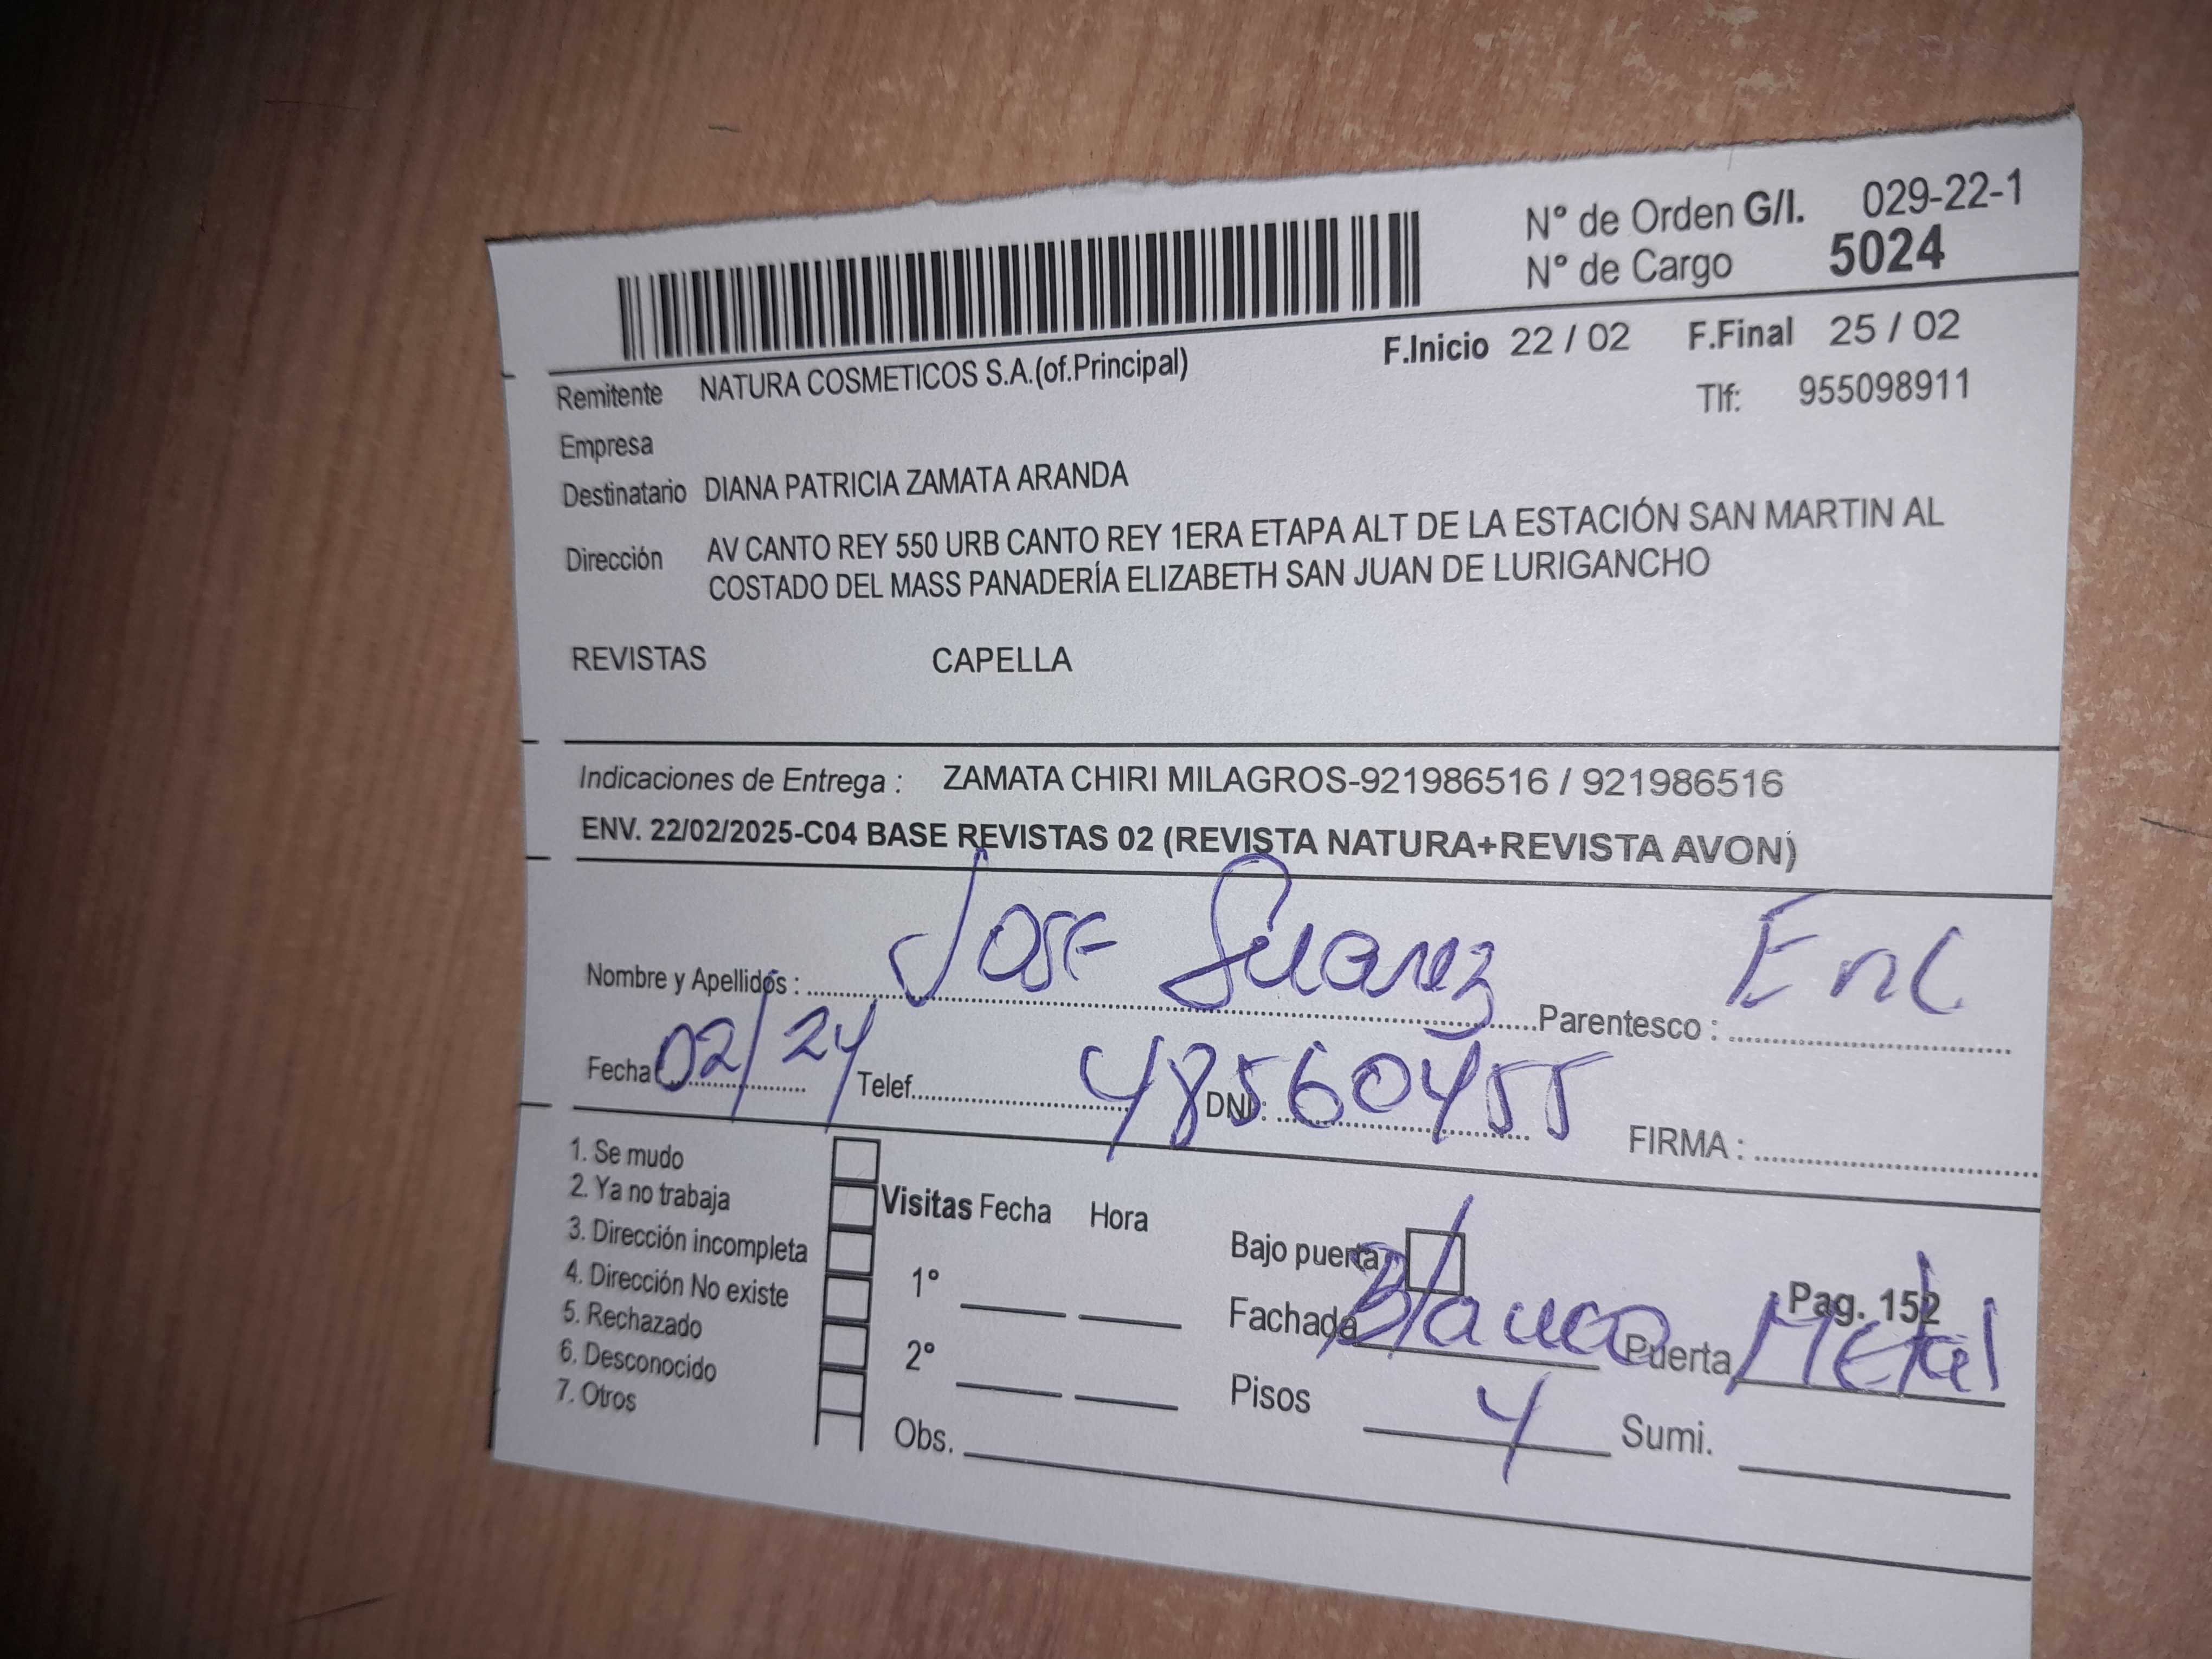 N° de Orden G/I. 029-22-1
N° de Cargo 5024
F.Inicio 22 / 02 F.Final 25 / 02
Remitente NATURA COSMETICOS S.A.(of.Principal)
Tlf: 955098911
Empresa
Destinatario DIANA PATRICIA ZAMATA ARANDA
Dirección AV CANTO REY 550 URB CANTO REY 1ERA ETAPA ALT DE LA ESTACIÓN SAN MARTIN AL
COSTADO DEL MASS PANADERÍA ELIZABETH SAN JUAN DE LURIGANCHO
REVISTAS CAPELLA
Indicaciones de Entrega : ZAMATA CHIRI MILAGROS-921986516 / 921986516
ENV. 22/02/2025-C04 BASE REVISTAS 02 (REVISTA NATURA+REVISTA AVON)
Nombre y Apellidos : Jose Suarez Parentesco : Enc.
Fecha 02/24/ Telef. DNI : 48560455 FIRMA :
1. Se mudo
2. Ya no trabaja
3. Dirección incompleta
4. Dirección No existe
5. Rechazado
6. Desconocido
7. Otros
Visitas Fecha Hora
1°
2°
Obs.
Bajo puerta
Pag. 152
Fachada Blanco Puerta Metal
Pisos 4 Sumi.